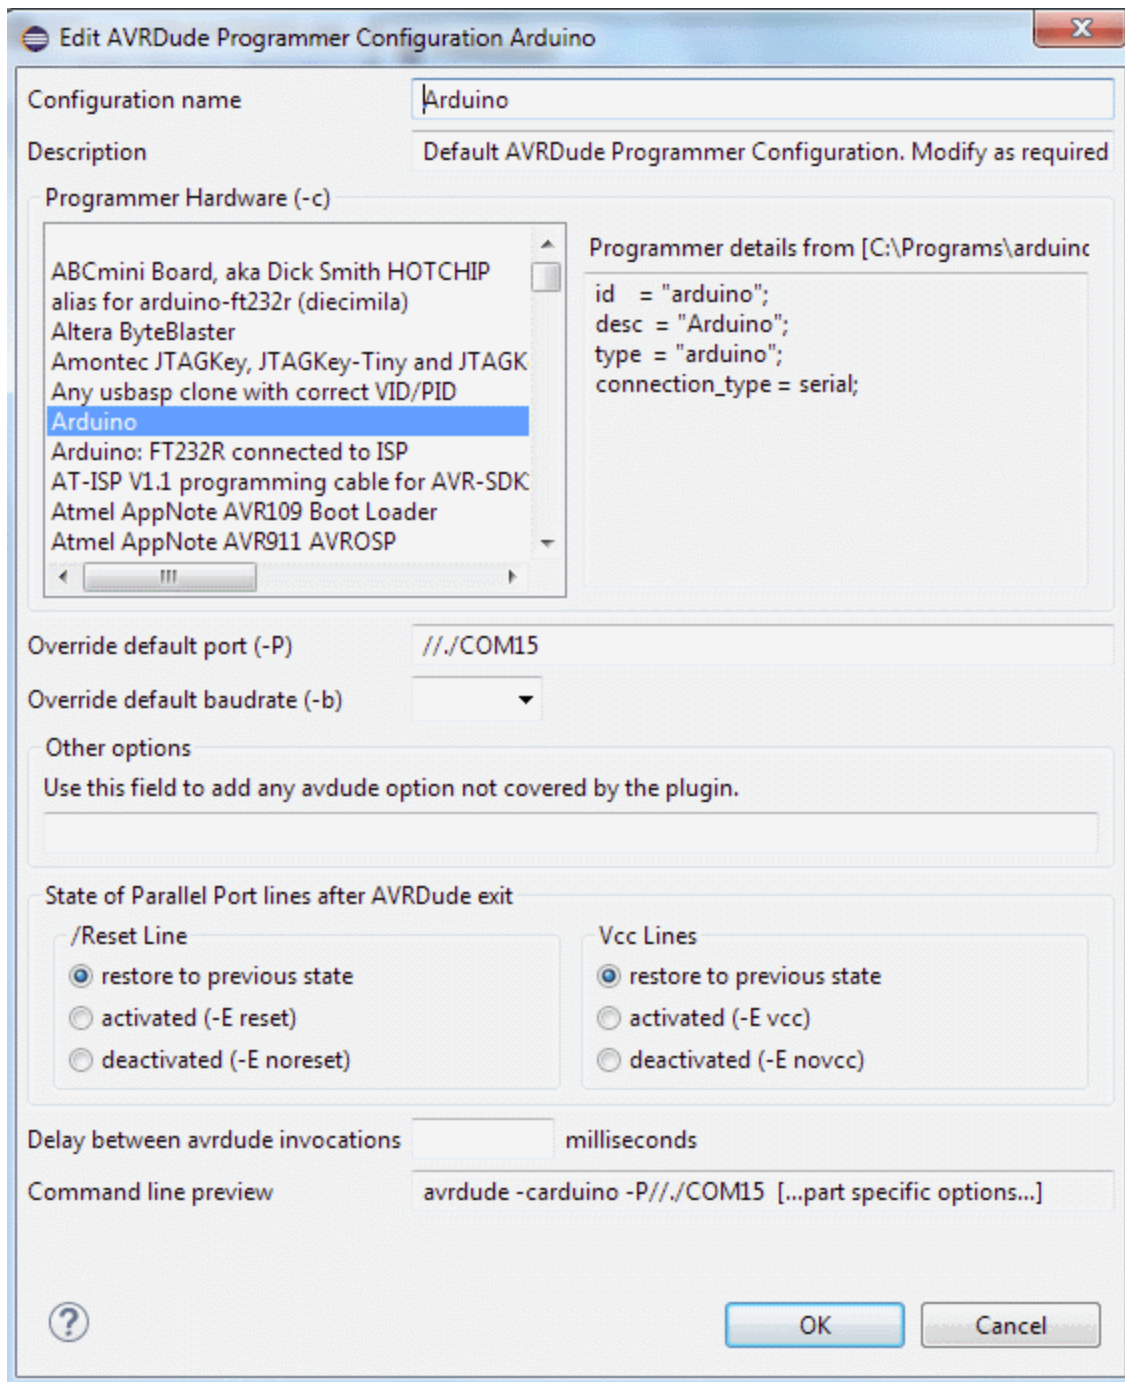 Edit AVRDude Programmer Configuration Arduino
X
Configuration name
Arduino
Description
Default AVRDude Programmer Configuration. Modify as required
Programmer Hardware (-c)
ABCmini Board, aka Dick Smith HOTCHIP
alias for arduino-ft232r (diecimila)
Altera ByteBlaster
Amontec JTAGKey, JTAGKey-Tiny and JTAGK
Any usbasp clone with correct VID/PID
Arduino
Arduino: FT232R connected to ISP
AT-ISP V1.1 programming cable for AVR-SDK
Atmel AppNote AVR109 Boot Loader
Atmel AppNote AVR911 AVROSP
Programmer details from [C:\Programs\arduinc
id = "arduino";
desc = "Arduino";
type = "arduino";
connection_type = serial;
Override default port (-P)
//./COM15
Override default baudrate (-b)
Other options
Use this field to add any avdude option not covered by the plugin.
State of Parallel Port lines after AVRDude exit
/Reset Line
restore to previous state
activated (-E reset)
deactivated (-E noreset)
Vcc Lines
restore to previous state
activated (-E vcc)
deactivated (-E novcc)
Delay between avrdude invocations
milliseconds
Command line preview
avrdude -carduino -P//./COM15 [...part specific options...]
?
OK
Cancel